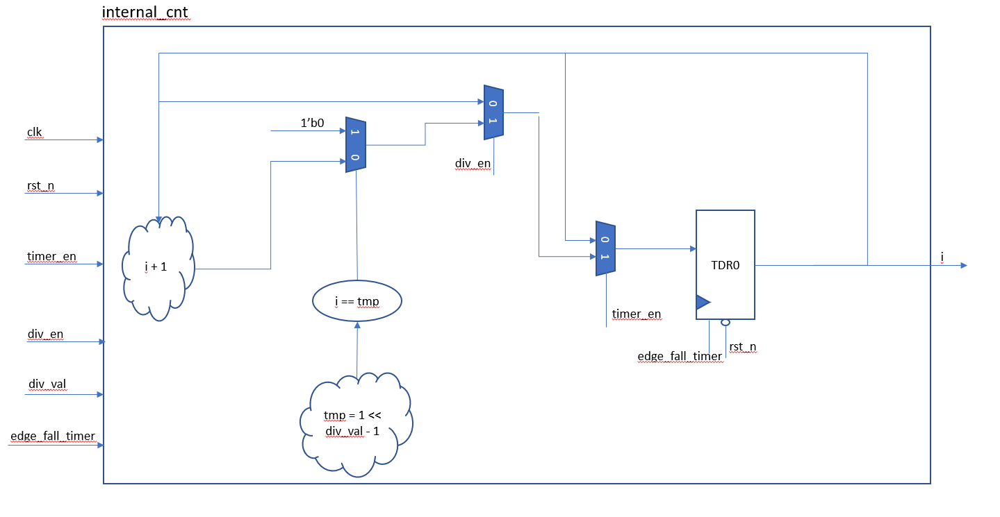 internal_cnt
clk
rst_n
timer_en
div_en
div_val
edge_fall_timer
i + 1
1’b0
1
0
i == tmp
tmp = 1 <<
div_val - 1
0
1
div_en
0
1
timer_en
TDR0
edge_fall_timer
rst_n
i